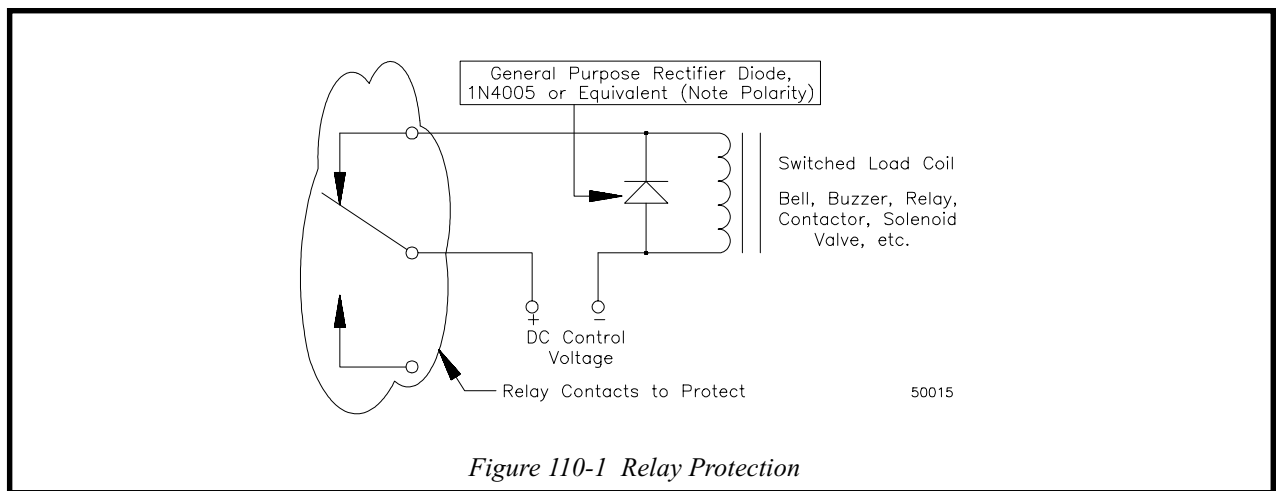 General Purpose Rectifier Diode,
1N4005 or Equivalent (Note Polarity)
Switched Load Coil
Bell, Buzzer, Relay,
Contactor, Solenoid
Valve, etc.
+ −
DC Control
Voltage
Relay Contacts to Protect
50015
Figure 110-1 Relay Protection